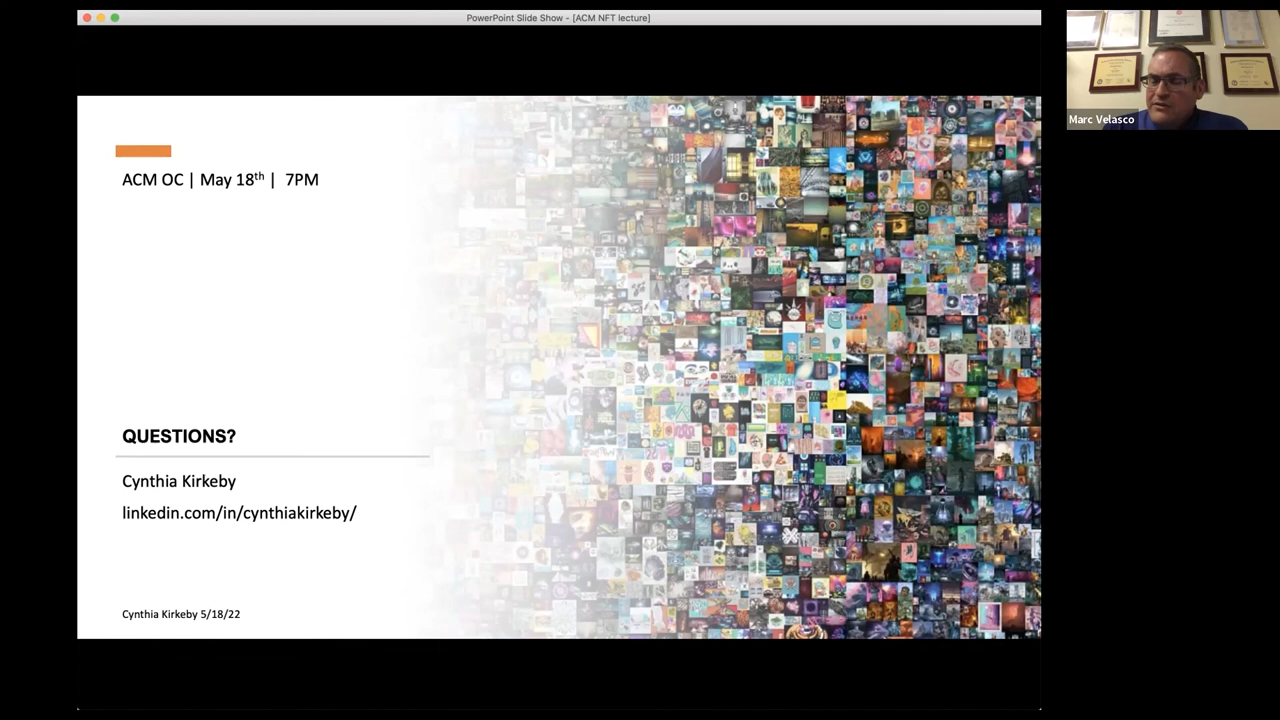 PowerPoint Slide Show - [ACM NFT lecture]
Marc Velasco
ACM OC | May 18th | 7PM
QUESTIONS?
Cynthia Kirkeby
linkedin.com/in/cynthiakirkeby/
Cynthia Kirkeby 5/18/22